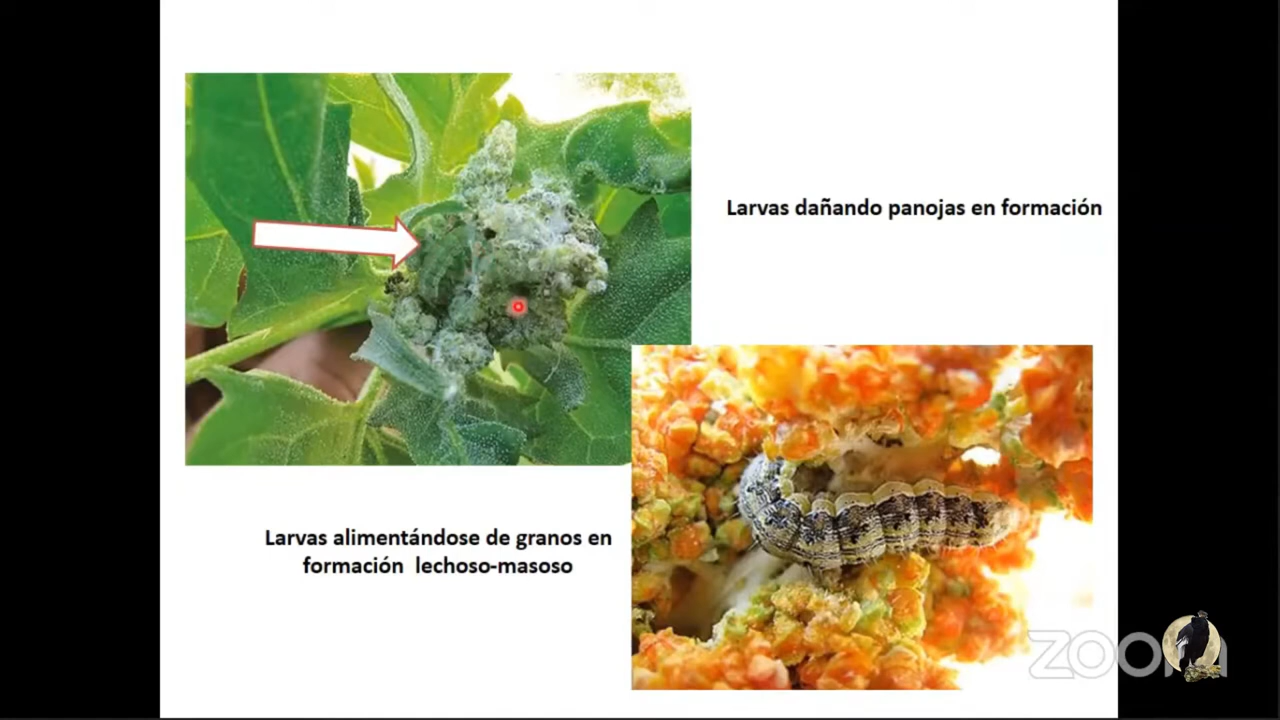 Larvas dañando panojas en formación
Larvas alimentándose de granos en
formación lechoso-masoso
zoom